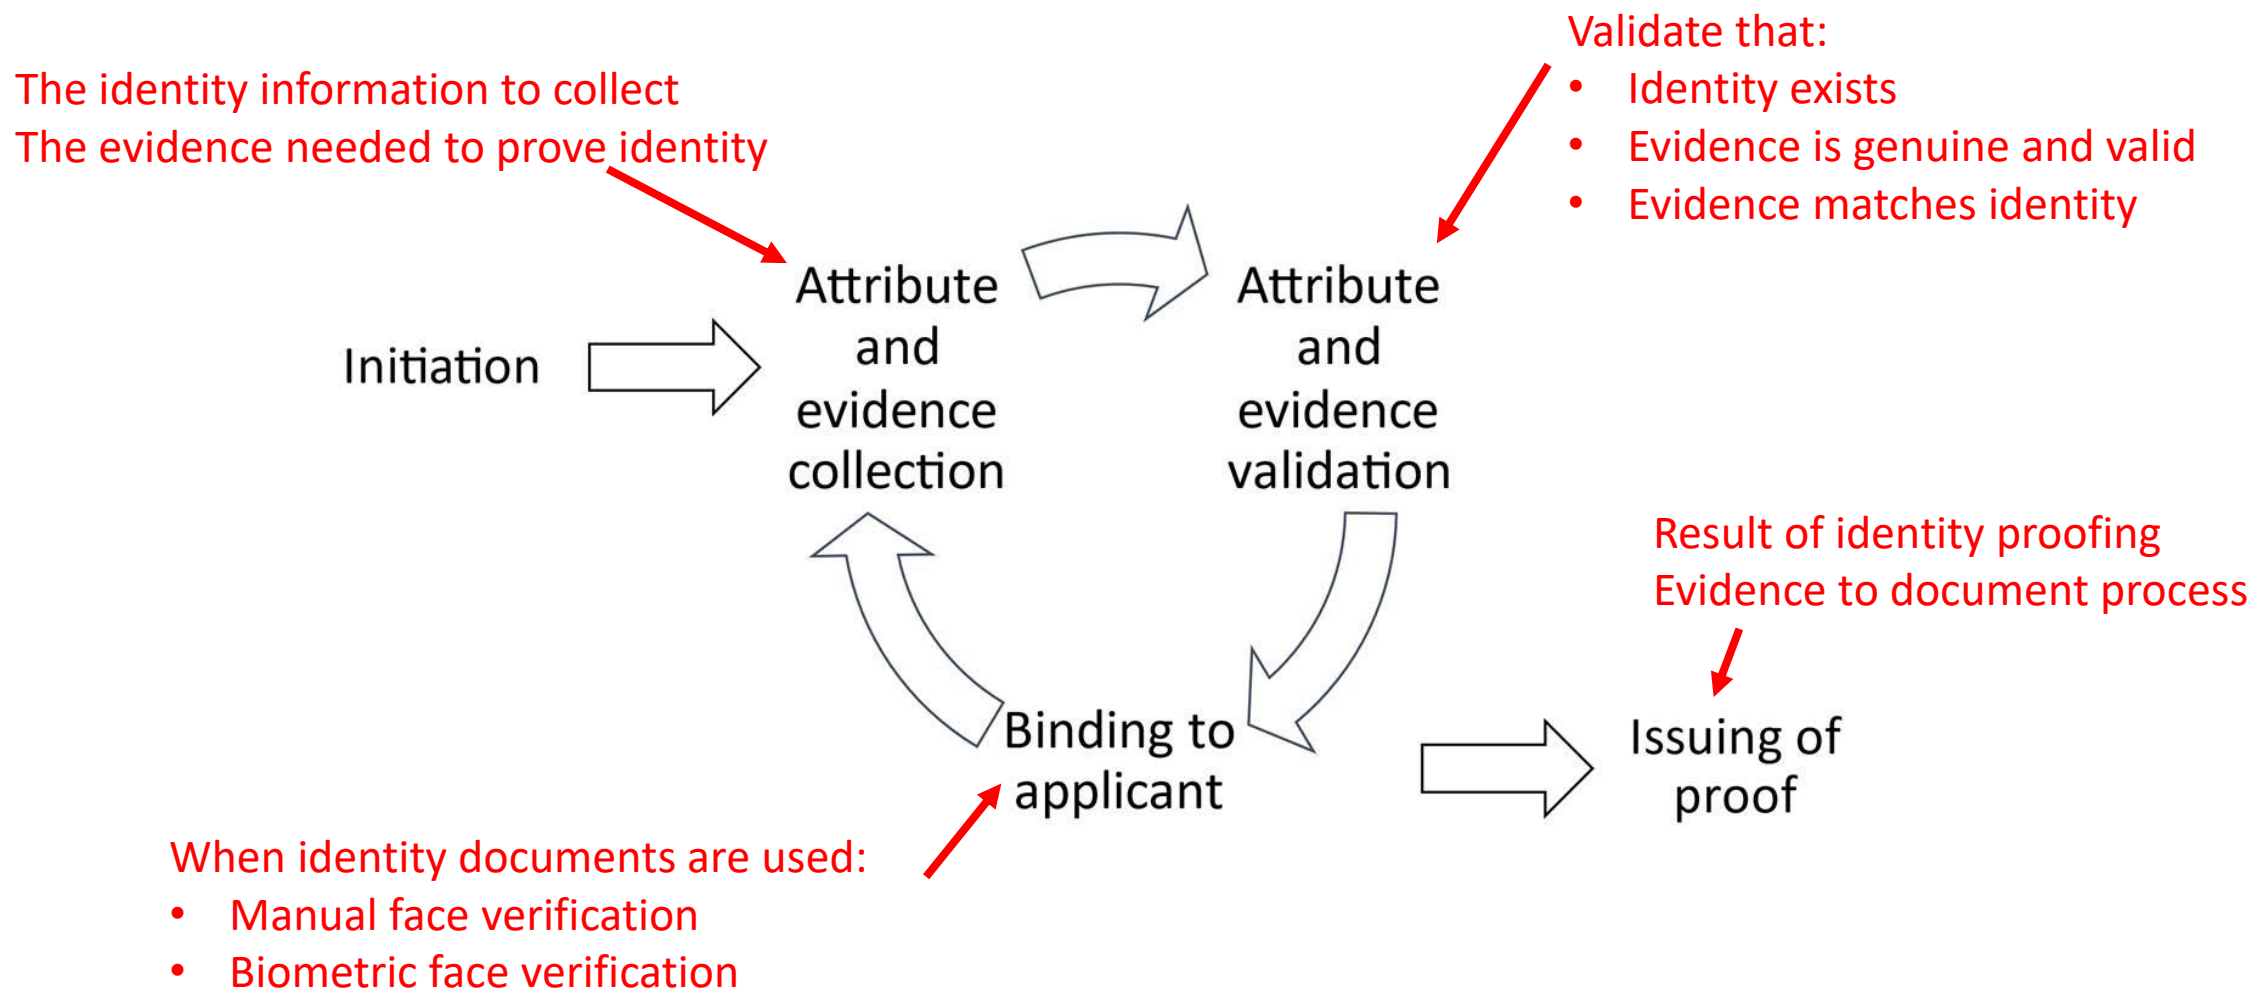 The identity information to collect
The evidence needed to prove identity
Validate that:
• Identity exists
• Evidence is genuine and valid
• Evidence matches identity
Initiation
Attribute
and
evidence
collection
Attribute
and
evidence
validation
Result of identity proofing
Evidence to document process
Binding to
applicant
Issuing of
proof
When identity documents are used:
• Manual face verification
• Biometric face verification